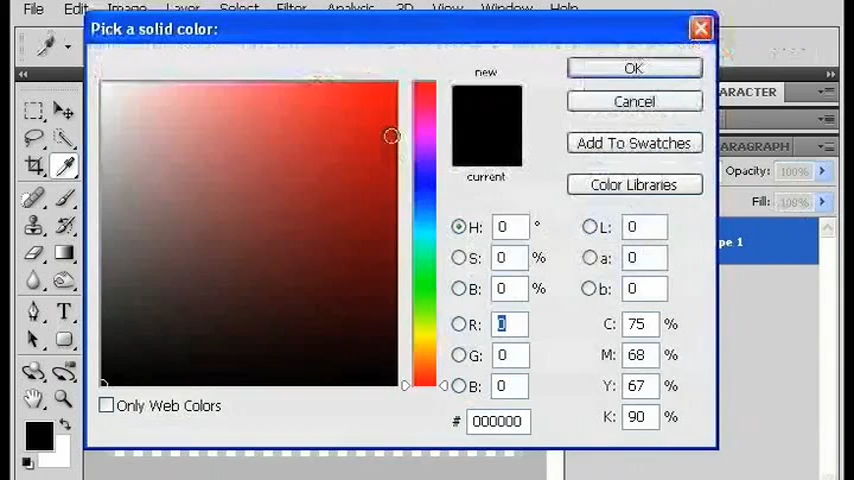 File Edit Image Layer Select Filter Analysis 3D View Window Help
Pick a solid color:
new
current
OK
Cancel
Add To Swatches
Color Libraries
H: 0 °
S: 0 %
B: 0 %
R: 0
G: 0
B: 0
# 000000
L: 0
a: 0
b: 0
C: 75 %
M: 68 %
Y: 67 %
K: 90 %
Only Web Colors
ARACTER
ARAGRAPH
Opacity: 100%
Fill: 100%
pe 1
T